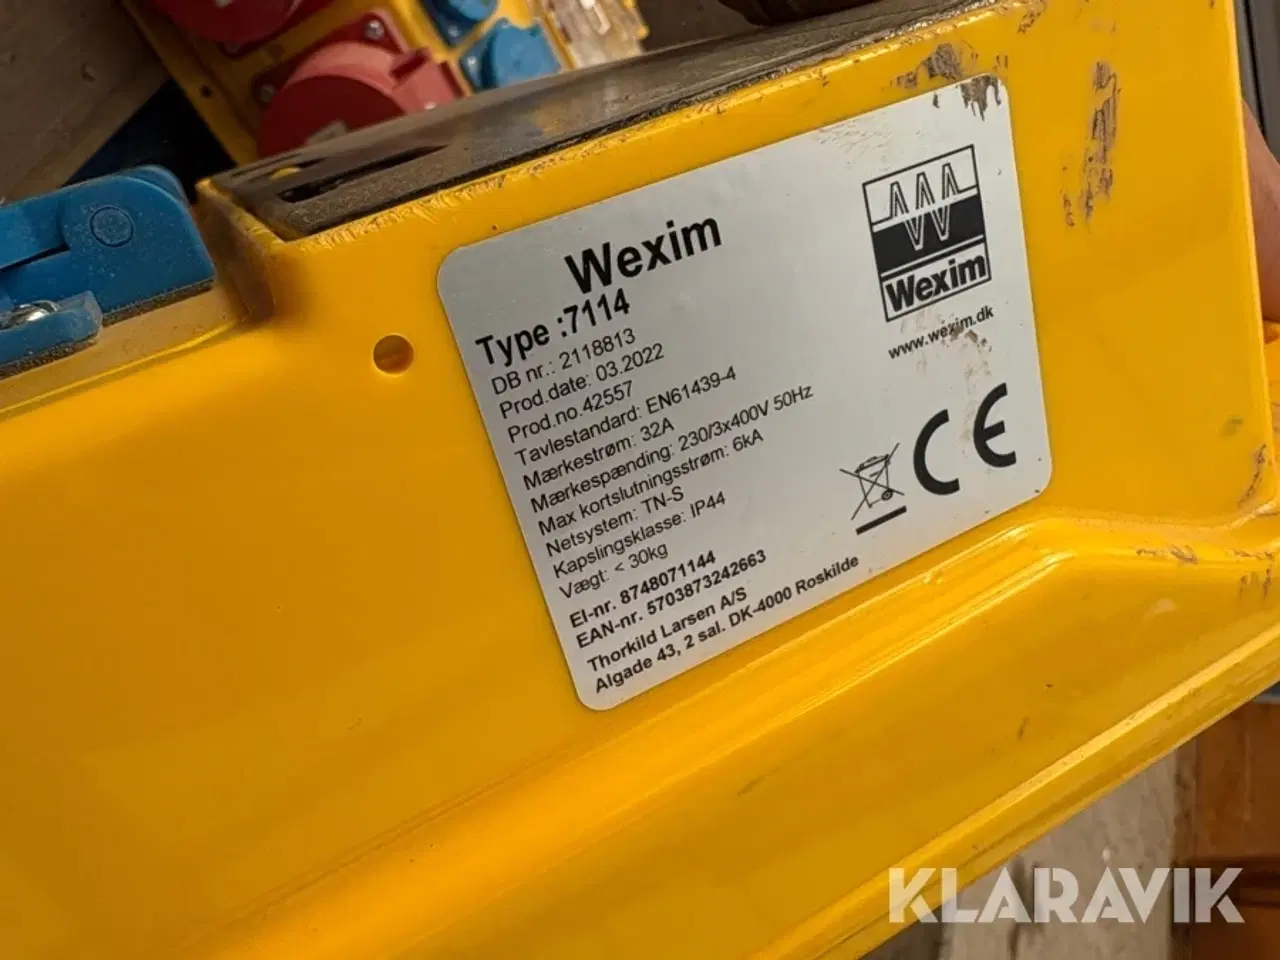 Wexim
Type :7114
DB nr.: 2118813
Prod.date: 03.2022
Prod.no.42557
Tavlestandard: EN61439-4
Mærkestrøm: 32A
Mærkespænding: 230/3x400V 50Hz
Max kortslutningsstrøm: 6kA
Netsystem: TN-S
Kapslingsklasse: IP44
Vægt: < 30kg
El-nr. 8748071144
EAN-nr. 5703873242663
Thorkild Larsen A/S
Algade 43, 2 sal. DK-4000 Roskilde
Wexim
www.wexim.dk
CE
KLARAVIK